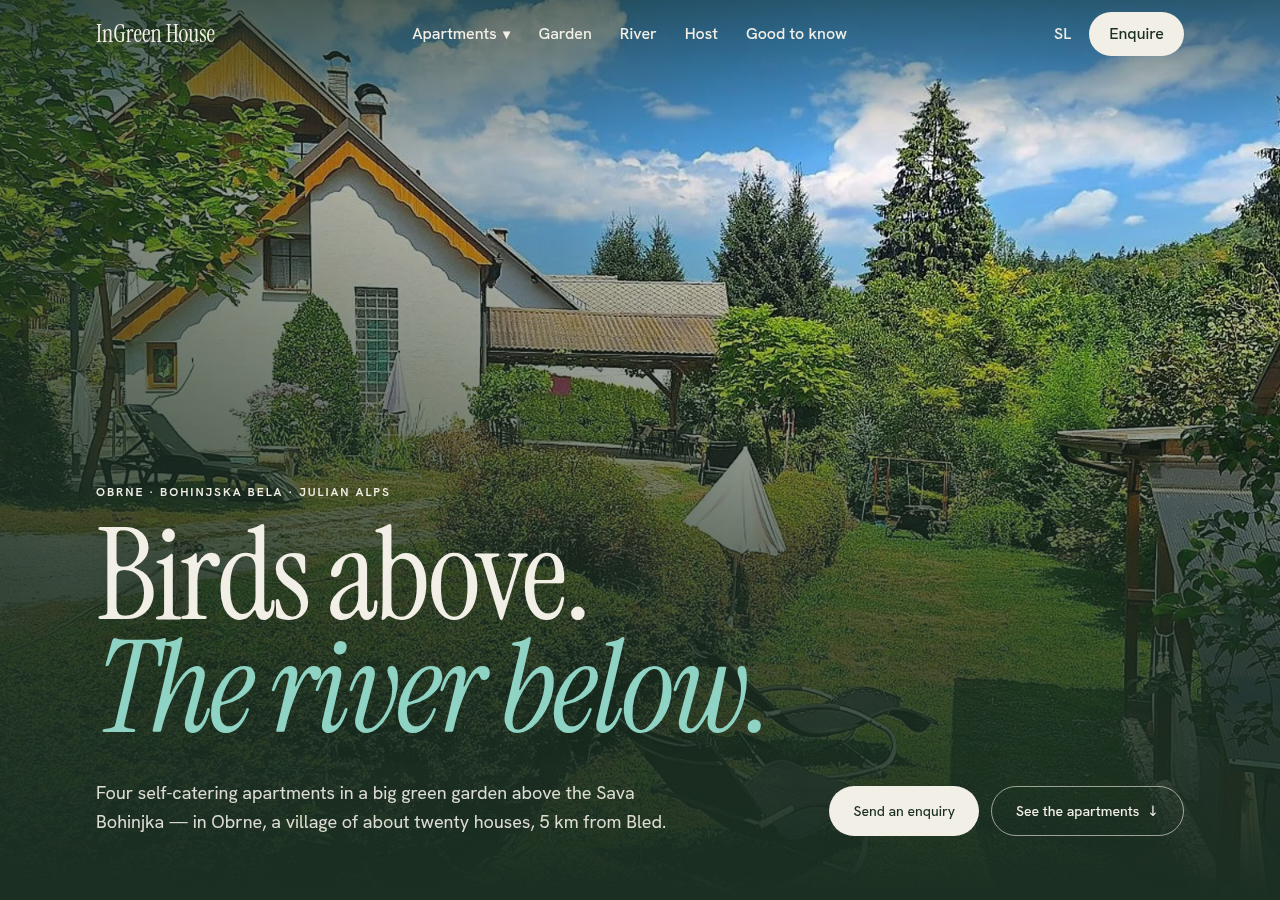 InGreen House
Apartments ▾
Garden
River
Host
Good to know
SL
Enquire
OBRNE · BOHINJSKA BELA · JULIAN ALPS
Birds above.
The river below.
Four self-catering apartments in a big green garden above the Sava
Bohinjka — in Obrne, a village of about twenty houses, 5 km from Bled.
Send an enquiry
See the apartments ↓